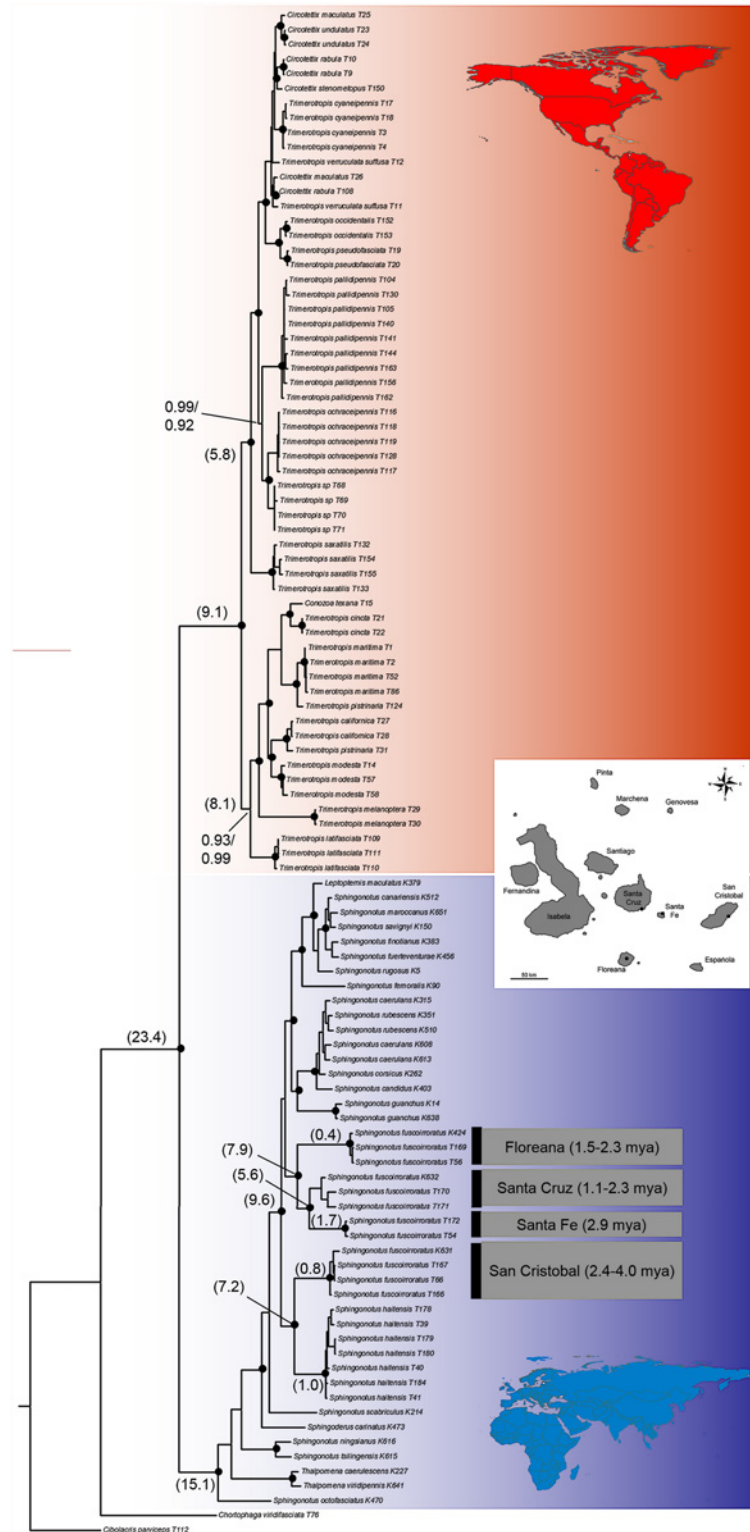 Circotettix maculatus T25
Circotettix undulatus T23
Circotettix undulatus T24
Circotettix rabula T10
Circotettix rabula T9
Circotettix stenometopus T150
Trimerotropis cyaneipennis T17
Trimerotropis cyaneipennis T18
Trimerotropis cyaneipennis T3
Trimerotropis cyaneipennis T4
Trimerotropis verruculata suffusa T12
Circotettix maculatus T26
Circotettix rabula T108
Trimerotropis verruculata suffusa T11
Trimerotropis occidentalis T152
Trimerotropis occidentalis T153
Trimerotropis pseudofasciata T19
Trimerotropis pseudofasciata T20
Trimerotropis pallidipennis T104
Trimerotropis pallidipennis T130
Trimerotropis pallidipennis T105
Trimerotropis pallidipennis T140
Trimerotropis pallidipennis T141
Trimerotropis pallidipennis T144
Trimerotropis pallidipennis T163
Trimerotropis pallidipennis T156
Trimerotropis pallidipennis T162
0.99/
0.92
Trimerotropis ochraceipennis T116
Trimerotropis ochraceipennis T118
Trimerotropis ochraceipennis T119
Trimerotropis ochraceipennis T128
Trimerotropis ochraceipennis T117
(5.8)
Trimerotropis sp T68
Trimerotropis sp T69
Trimerotropis sp T70
Trimerotropis sp T71
Trimerotropis saxatilis T132
Trimerotropis saxatilis T154
Trimerotropis saxatilis T155
Trimerotropis saxatilis T133
(9.1)
Conozoa texana T15
Trimerotropis cincta T21
Trimerotropis cincta T22
Trimerotropis maritima T1
Trimerotropis maritima T2
Trimerotropis maritima T52
Trimerotropis maritima T86
Trimerotropis pistrinaria T124
Trimerotropis californica T27
Trimerotropis californica T28
Trimerotropis pistrinaria T31
Trimerotropis modesta T14
Trimerotropis modesta T57
Trimerotropis modesta T58
(8.1)
0.93/
0.99
Trimerotropis melanoptera T29
Trimerotropis melanoptera T30
Trimerotropis latifasciata T109
Trimerotropis latifasciata T111
Trimerotropis latifasciata T110
Pinta
Marchena
Genovesa
Santiago
Fernandina
Santa
Cruz
Santa
Fe
San
Cristobal
Isabela
Floreana
Española
50 km
Leptopternis maculatus K379
Sphingonotus canariensis K512
Sphingonotus maroccanus K651
Sphingonotus savignyi K150
Sphingonotus finotianus K383
Sphingonotus fuerteventurae K456
Sphingonotus rugosus K5
Sphingonotus femoralis K90
Sphingonotus caerulans K315
Sphingonotus rubescens K351
Sphingonotus rubescens K510
Sphingonotus caerulans K608
Sphingonotus caerulans K613
Sphingonotus corsicus K262
Sphingonotus candidus K403
Sphingonotus guanchus K14
Sphingonotus guanchus K638
(23.4)
(0.4)
Sphingonotus fuscoirroratus K424
Sphingonotus fuscoirroratus T169
Sphingonotus fuscoirroratus T56
Floreana (1.5-2.3 mya)
(7.9)
(5.6)
Sphingonotus fuscoirroratus K632
Sphingonotus fuscoirroratus T170
Sphingonotus fuscoirroratus T171
Santa Cruz (1.1-2.3 mya)
(9.6)
(1.7)
Sphingonotus fuscoirroratus T172
Sphingonotus fuscoirroratus T54
Santa Fe (2.9 mya)
(0.8)
Sphingonotus fuscoirroratus K631
Sphingonotus fuscoirroratus T167
Sphingonotus fuscoirroratus T66
Sphingonotus fuscoirroratus T166
San Cristobal (2.4-4.0 mya)
(7.2)
Sphingonotus haitensis T178
Sphingonotus haitensis T39
Sphingonotus haitensis T179
Sphingonotus haitensis T180
Sphingonotus haitensis T40
Sphingonotus haitensis T184
Sphingonotus haitensis T41
(1.0)
Sphingonotus scabriculus K214
Sphingoderus carinatus K473
Sphingonotus ningsianus K616
Sphingonotus tsilingensis K615
Thalpomena caerulescens K227
Thalpomena viridipennis K641
(15.1)
Sphingonotus octofasciatus K470
Chortophaga viridifasciata T76
Cibolacris parviceps T112